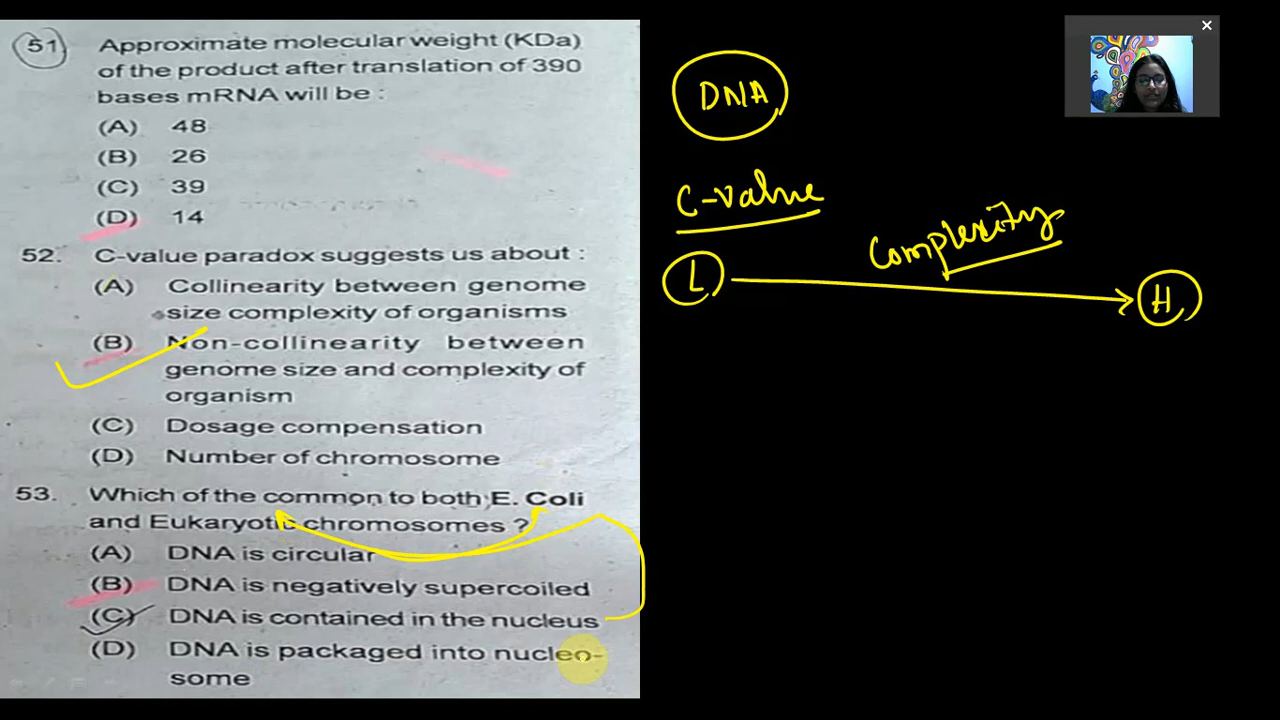 51. Approximate molecular weight (KDa)
of the product after translation of 390
bases mRNA will be :
(A) 48
(B) 26
(C) 39
(D) 14
52. C-value paradox suggests us about :
(A) Collinearity between genome
size complexity of organisms
(B) Non-collinearity between
genome size and complexity of
organism
(C) Dosage compensation
(D) Number of chromosome
53. Which of the common to both E. Coli
and Eukaryotic chromosomes ?
(A) DNA is circular
(B) DNA is negatively supercoiled
(C) DNA is contained in the nucleus
(D) DNA is packaged into nucleo-
some
DNA
C-value
Complexity
L
H